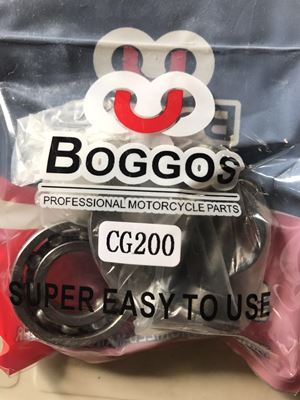 BOGGOS
PROFESSIONAL MOTORCYCLE PARTS
CG200
SUPER EASY TO USE